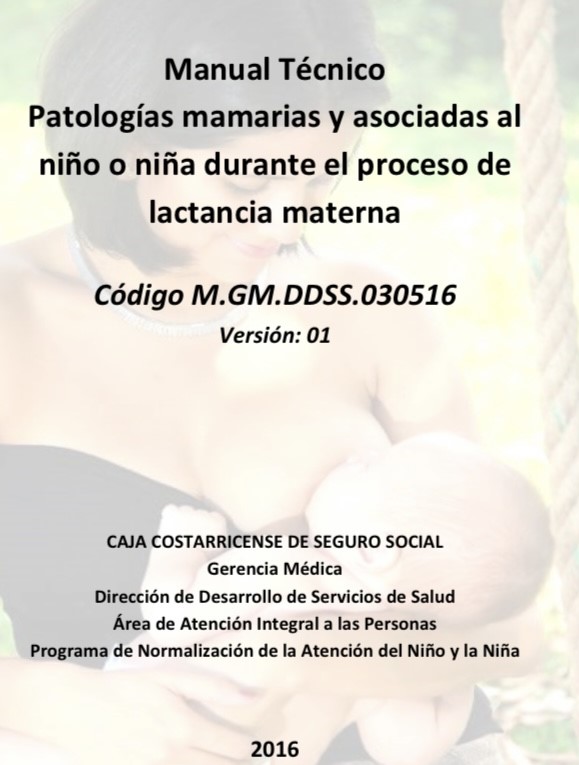 Manual Técnico
Patologías mamarias y asociadas al
niño o niña durante el proceso de
lactancia materna
Código M.GM.DDSS.030516
Versión: 01
CAJA COSTARRICENSE DE SEGURO SOCIAL
Gerencia Médica
Dirección de Desarrollo de Servicios de Salud
Área de Atención Integral a las Personas
Programa de Normalización de la Atención del Niño y la Niña
2016